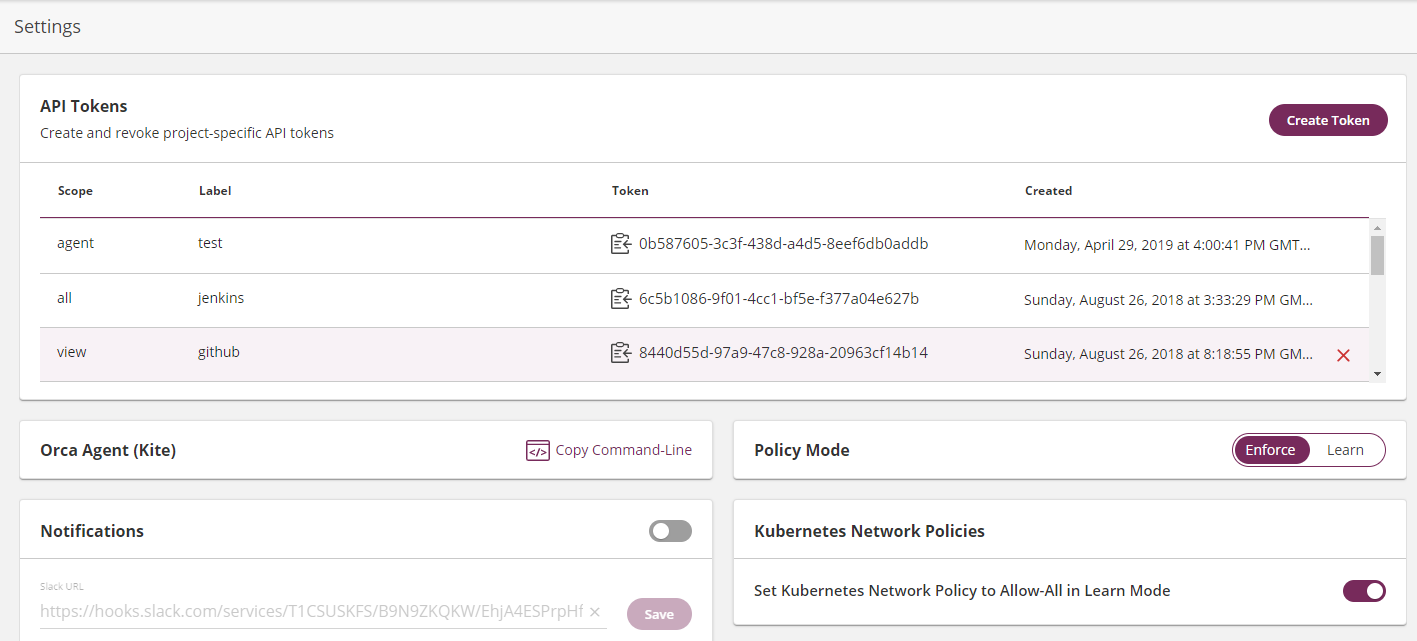 Settings
API Tokens
Create and revoke project-specific API tokens
Create Token
Scope Label Token Created
agent test 0b587605-3c3f-438d-a4d5-8eef6db0addb Monday, April 29, 2019 at 4:00:41 PM GMT...
all jenkins 6c5b1086-9f01-4cc1-bf5e-f377a04e627b Sunday, August 26, 2018 at 3:33:29 PM GM...
view github 8440d55d-97a9-47c8-928a-20963cf14b14 Sunday, August 26, 2018 at 8:18:55 PM GM...
Orca Agent (Kite) </> Copy Command-Line
Policy Mode Enforce Learn
Notifications
Slack URL
https://hooks.slack.com/services/T1CSUSKFS/B9N9ZKQKW/EhjA4ESPrpHf
Save
Kubernetes Network Policies
Set Kubernetes Network Policy to Allow-All in Learn Mode